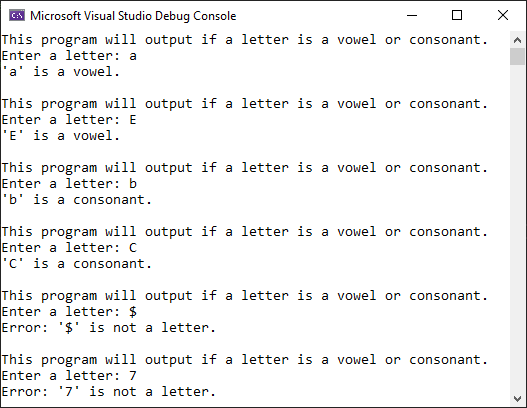 Microsoft Visual Studio Debug Console
This program will output if a letter is a vowel or consonant.
Enter a letter: a
'a' is a vowel.
This program will output if a letter is a vowel or consonant.
Enter a letter: E
'E' is a vowel.
This program will output if a letter is a vowel or consonant.
Enter a letter: b
'b' is a consonant.
This program will output if a letter is a vowel or consonant.
Enter a letter: C
'C' is a consonant.
This program will output if a letter is a vowel or consonant.
Enter a letter: $
Error: '$' is not a letter.
This program will output if a letter is a vowel or consonant.
Enter a letter: 7
Error: '7' is not a letter.